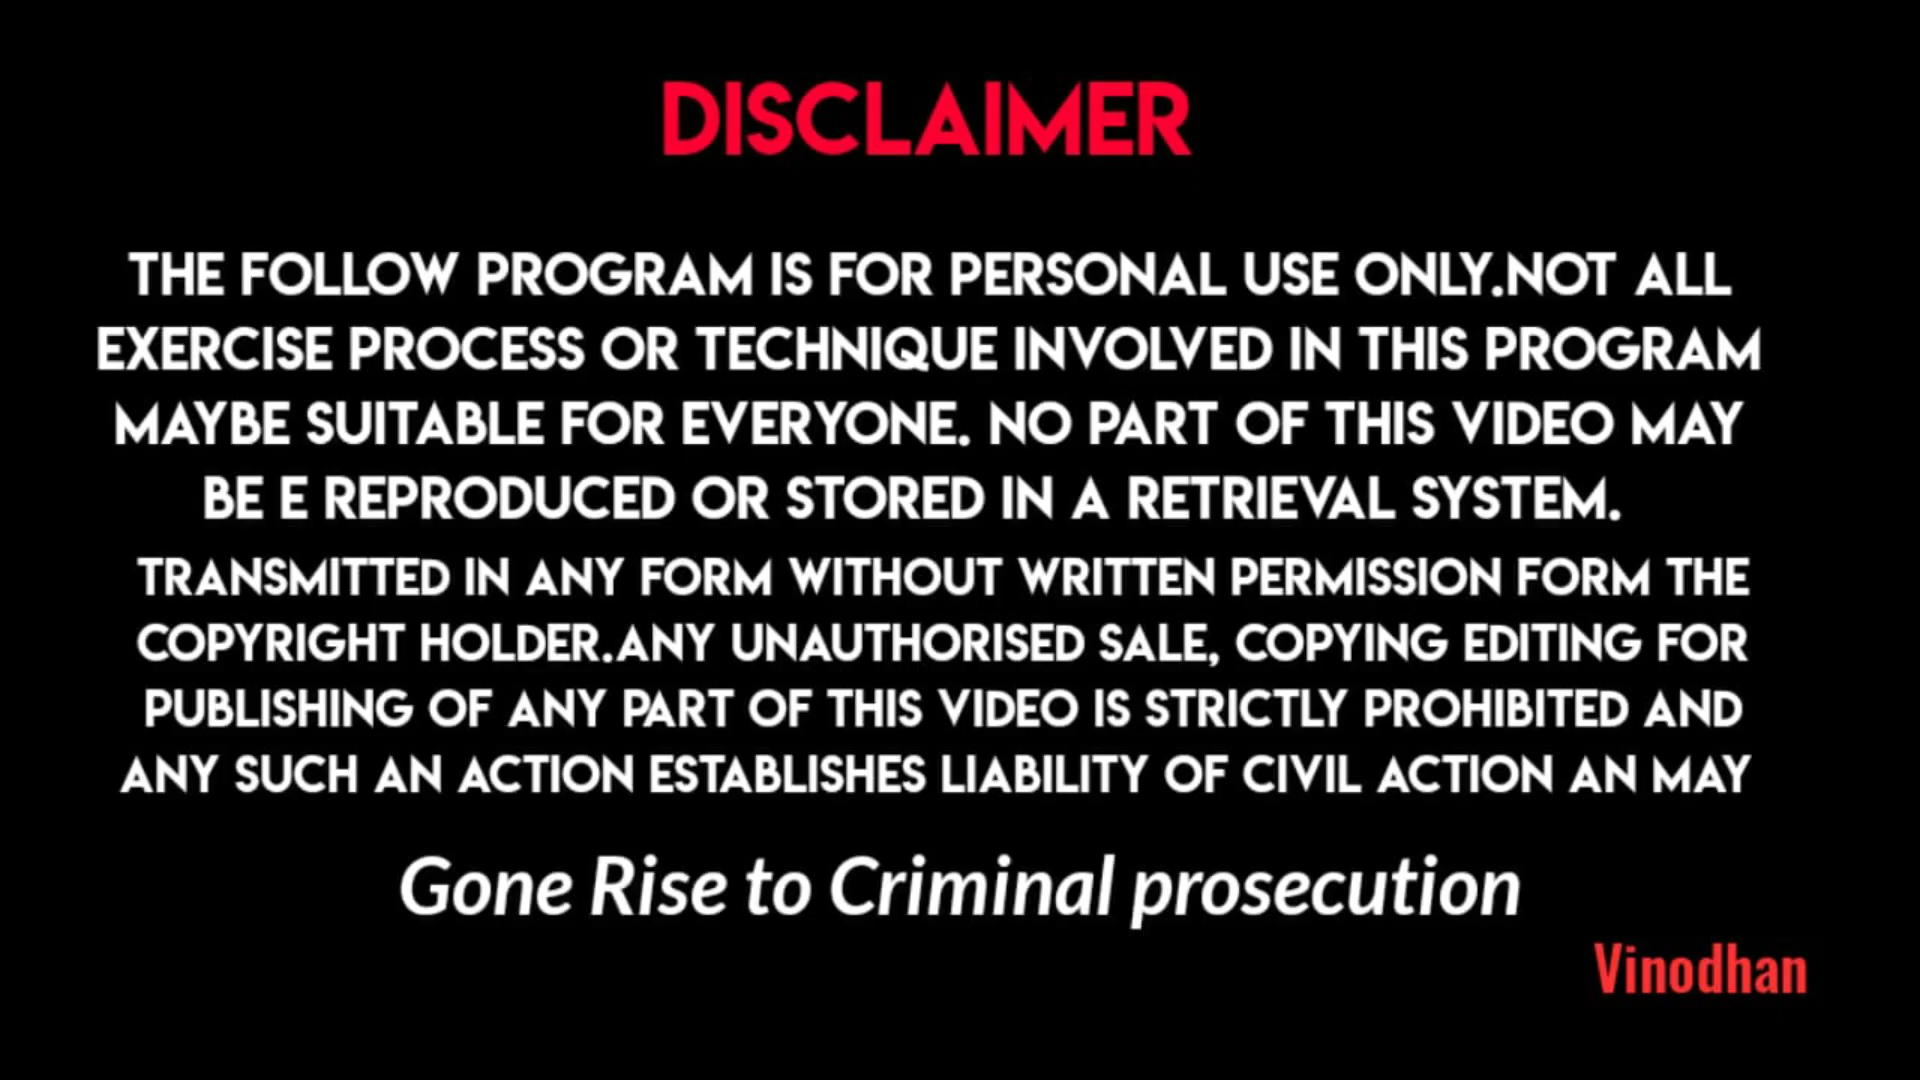 DISCLAIMER
THE FOLLOW PROGRAM IS FOR PERSONAL USE ONLY.NOT ALL
EXERCISE PROCESS OR TECHNIQUE INVOLVED IN THIS PROGRAM
MAYBE SUITABLE FOR EVERYONE. NO PART OF THIS VIDEO MAY
BE E REPRODUCED OR STORED IN A RETRIEVAL SYSTEM.
TRANSMITTED IN ANY FORM WITHOUT WRITTEN PERMISSION FORM THE
COPYRIGHT HOLDER.ANY UNAUTHORISED SALE, COPYING EDITING FOR
PUBLISHING OF ANY PART OF THIS VIDEO IS STRICTLY PROHIBITED AND
ANY SUCH AN ACTION ESTABLISHES LIABILITY OF CIVIL ACTION AN MAY
Gone Rise to Criminal prosecution
Vinodhan